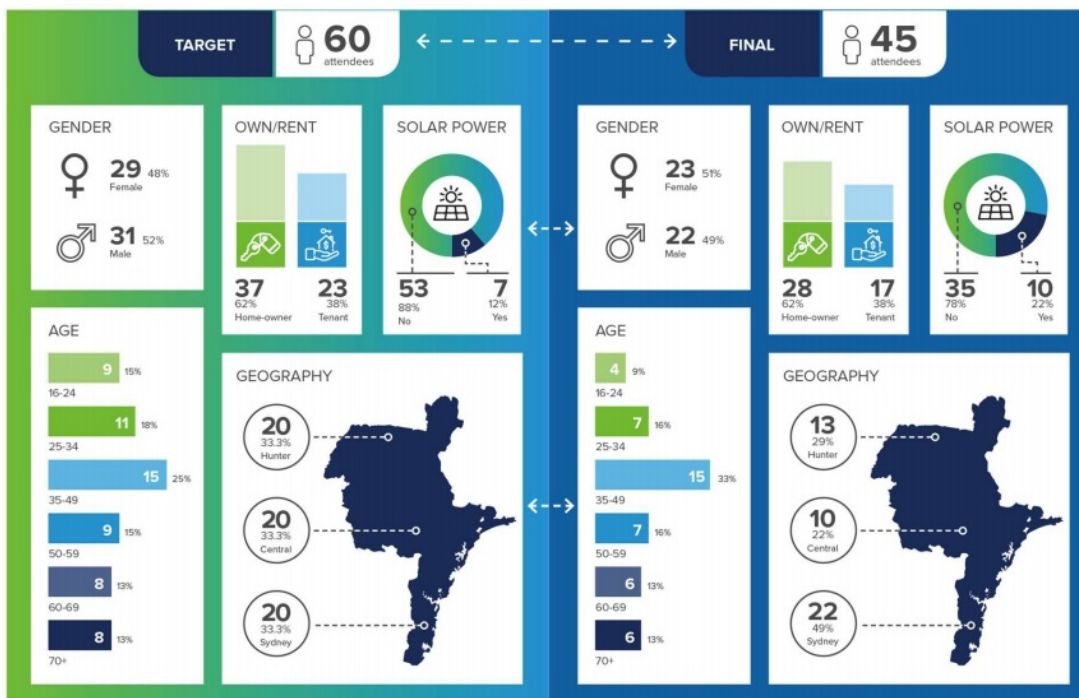 TARGET
60
attendees
FINAL
45
attendees
GENDER
29 48%
Female
31 52%
Male
OWN/RENT
37
62%
Home-owner
23
38%
Tenant
SOLAR POWER
53
88%
No
7
12%
Yes
AGE
9 15%
16-24
11 18%
25-34
15 25%
35-49
9 15%
50-59
8 13%
60-69
8 13%
70+
GEOGRAPHY
20
33.3%
Hunter
20
33.3%
Central
20
33.3%
Sydney
GENDER
23 51%
Female
22 49%
Male
OWN/RENT
28
62%
Home-owner
17
38%
Tenant
SOLAR POWER
35
78%
No
10
22%
Yes
AGE
4 9%
16-24
7 16%
25-34
15 33%
35-49
7 16%
50-59
6 13%
60-69
6 13%
70+
GEOGRAPHY
13
29%
Hunter
10
22%
Central
22
49%
Sydney